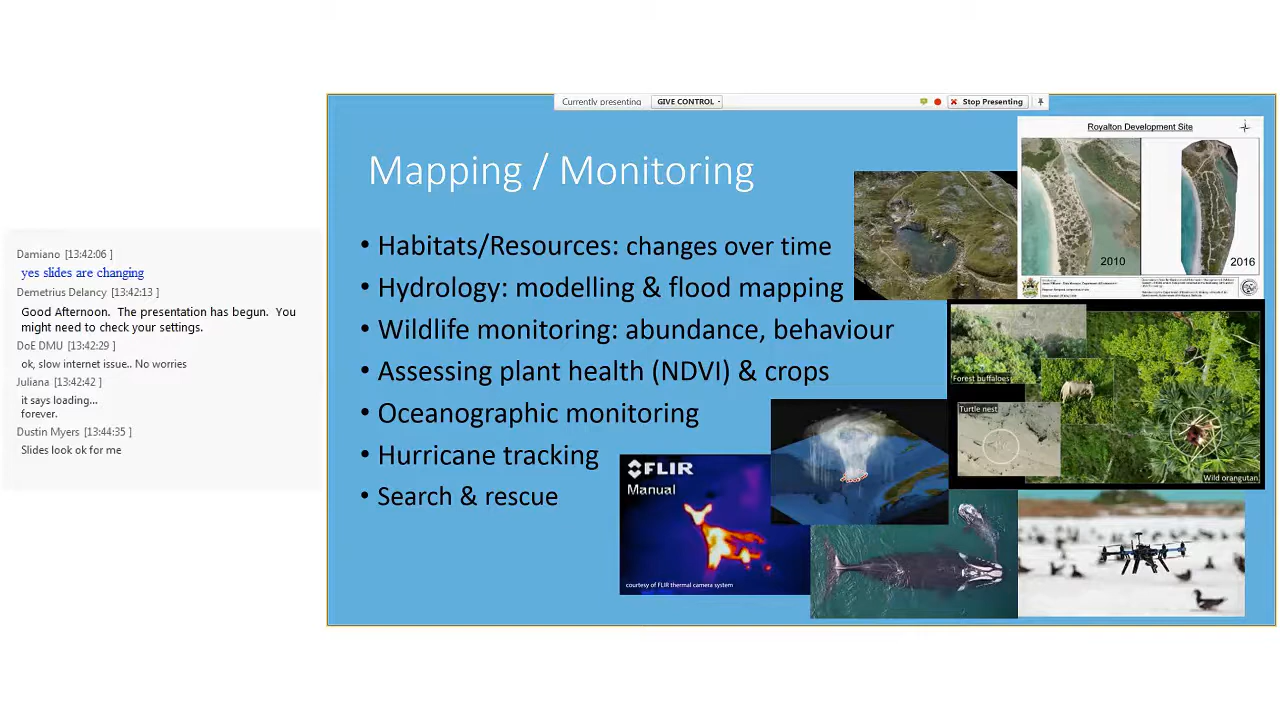 Currently presenting
GIVE CONTROL
Stop Presenting
Damiano [13:42:06 ]
yes slides are changing
Demetrius Delancy [13:42:13 ]
Good Afternoon. The presentation has begun. You
might need to check your settings.
DoE DMU [13:42:29 ]
ok, slow internet issue.. No worries
Juliana [13:42:42 ]
it says loading...
forever.
Dustin Myers [13:44:35 ]
Slides look ok for me
Mapping / Monitoring
• Habitats/Resources: changes over time
• Hydrology: modelling & flood mapping
• Wildlife monitoring: abundance, behaviour
• Assessing plant health (NDVI) & crops
• Oceanographic monitoring
• Hurricane tracking
• Search & rescue
Royalton Development Site
2010
2016
Forest buffaloes
Turtle nest
Wild orangutan
FLIR
Manual
courtesy of FLIR thermal camera system